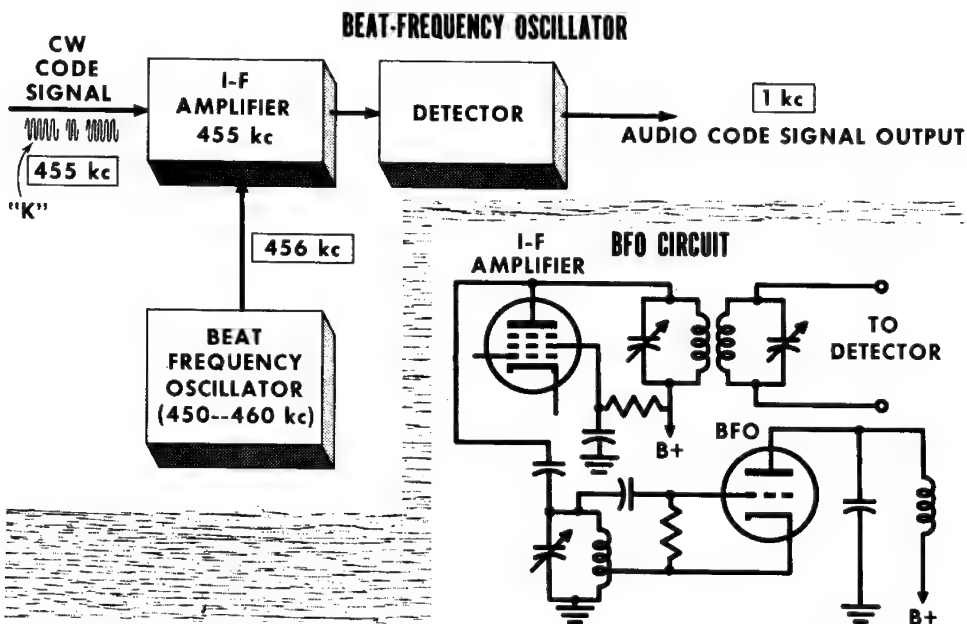 BEAT-FREQUENCY OSCILLATOR
CW
CODE
SIGNAL
455 kc
"K"
I-F
AMPLIFIER
455 kc
DETECTOR
1 kc
AUDIO CODE SIGNAL OUTPUT
456 kc
BEAT
FREQUENCY
OSCILLATOR
(450--460 kc)
BFO CIRCUIT
I-F
AMPLIFIER
TO
DETECTOR
B+
BFO
B+